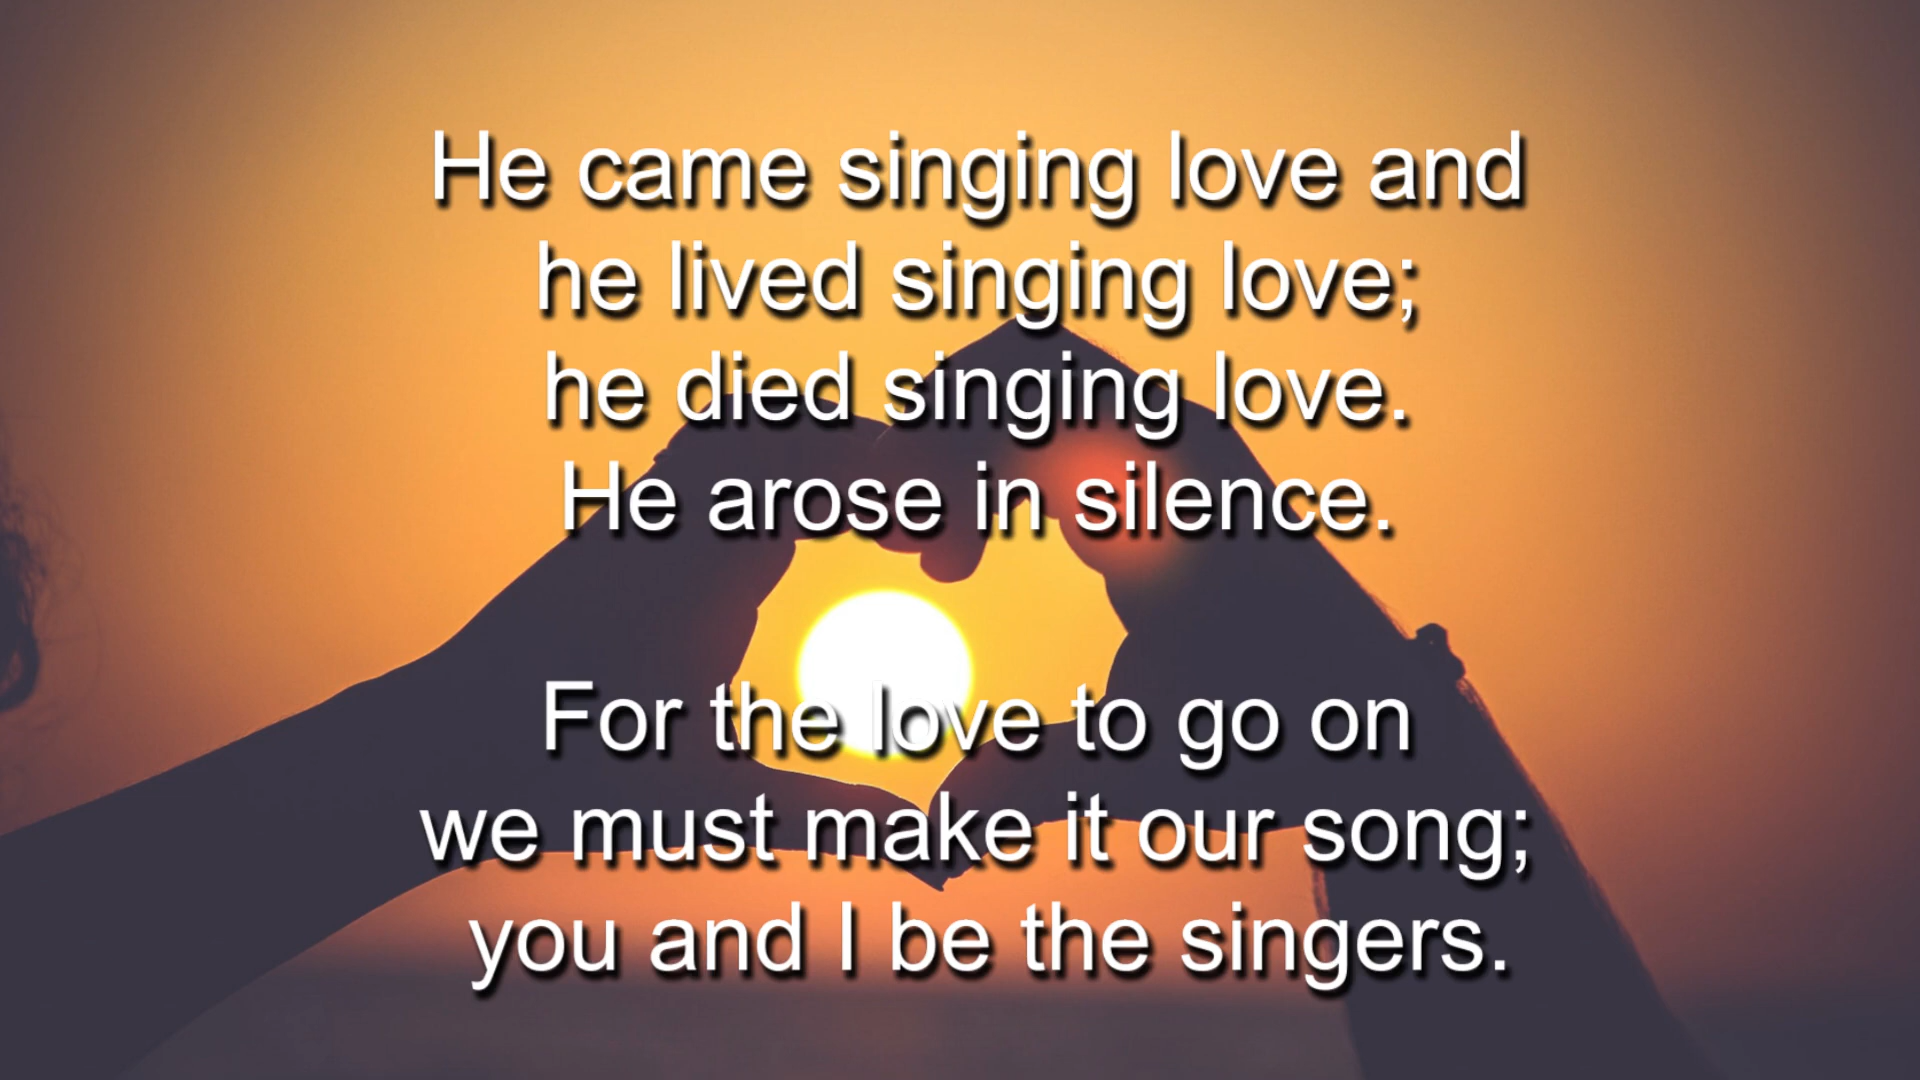 He came singing love and
he lived singing love;
he died singing love.
He arose in silence.
For the love to go on
we must make it our song;
you and I be the singers.